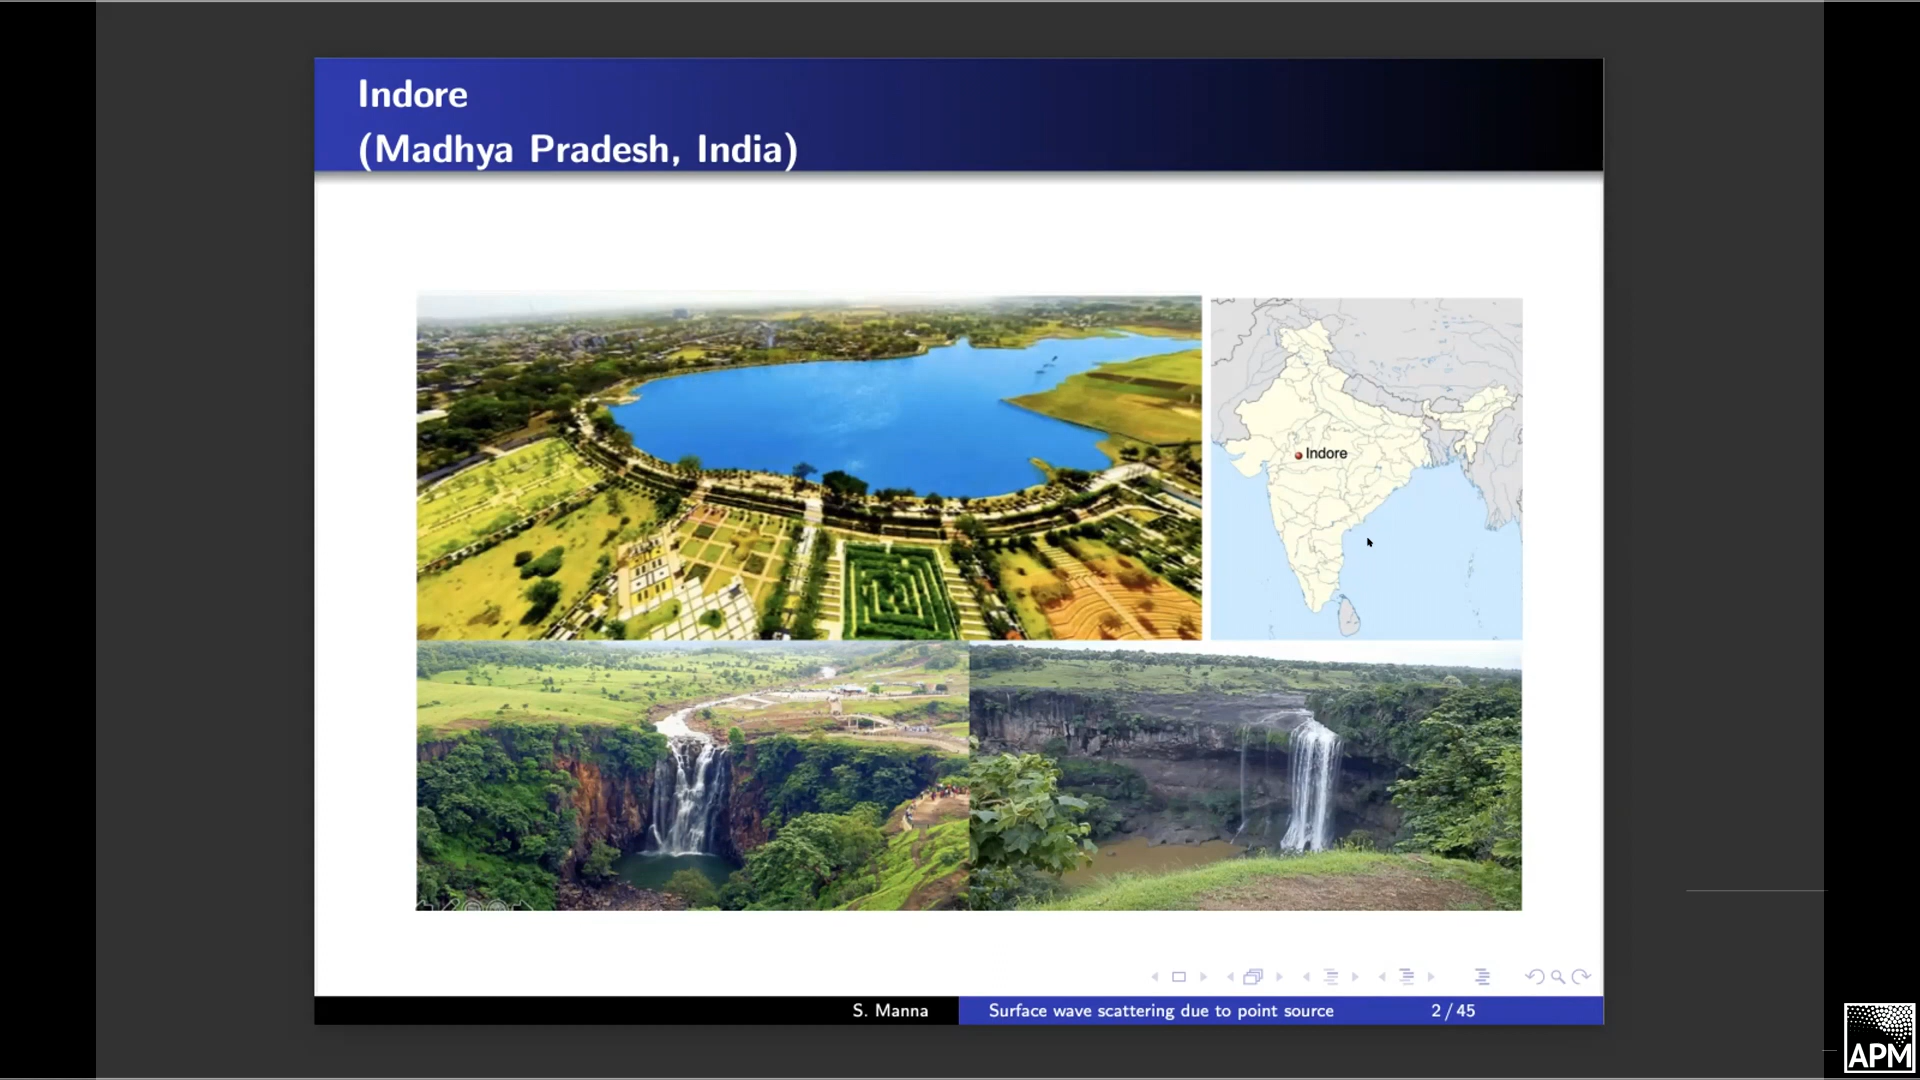 Indore
(Madhya Pradesh, India)
Indore
S. Manna
Surface wave scattering due to point source
2 / 45
APM